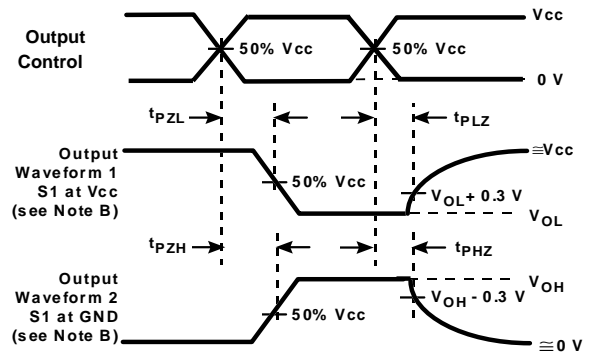 Output
Control
Vcc
50% Vcc
50% Vcc
0 V
tPZL
tPLZ
Output
Waveform 1
S1 at Vcc
(see Note B)
≅Vcc
50% Vcc
VOL+ 0.3 V
VOL
tPZH
tPHZ
Output
Waveform 2
S1 at GND
(see Note B)
VOH
VOH - 0.3 V
50% Vcc
≅0 V